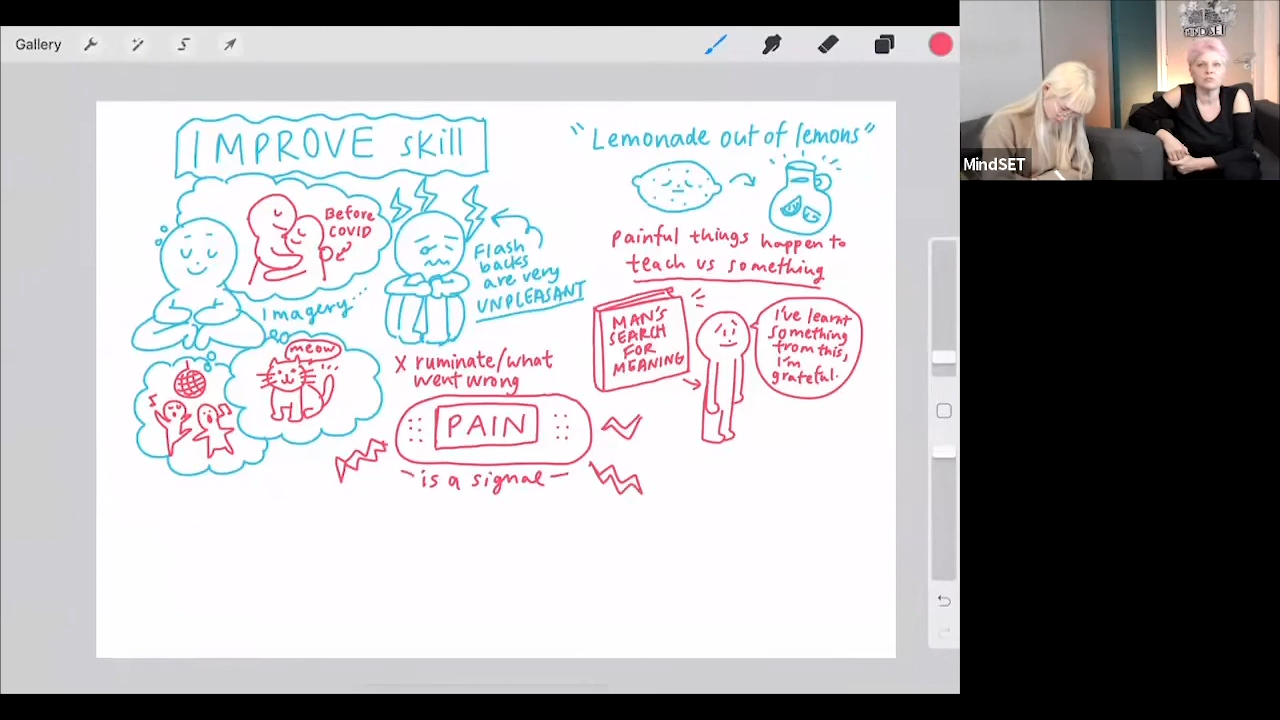 Gallery
MINDSET
MindSET
IMPROVE skill
"Lemonade out of lemons"
Before
COVID
Flash
backs
are very
UNPLEASANT
Imagery...
meow
Painful things happen to
teach us something
MAN'S
SEARCH
FOR
MEANING
I've learnt
something
from this,
I'm
grateful.
X ruminate/what
went wrong
PAIN
- is a signal -